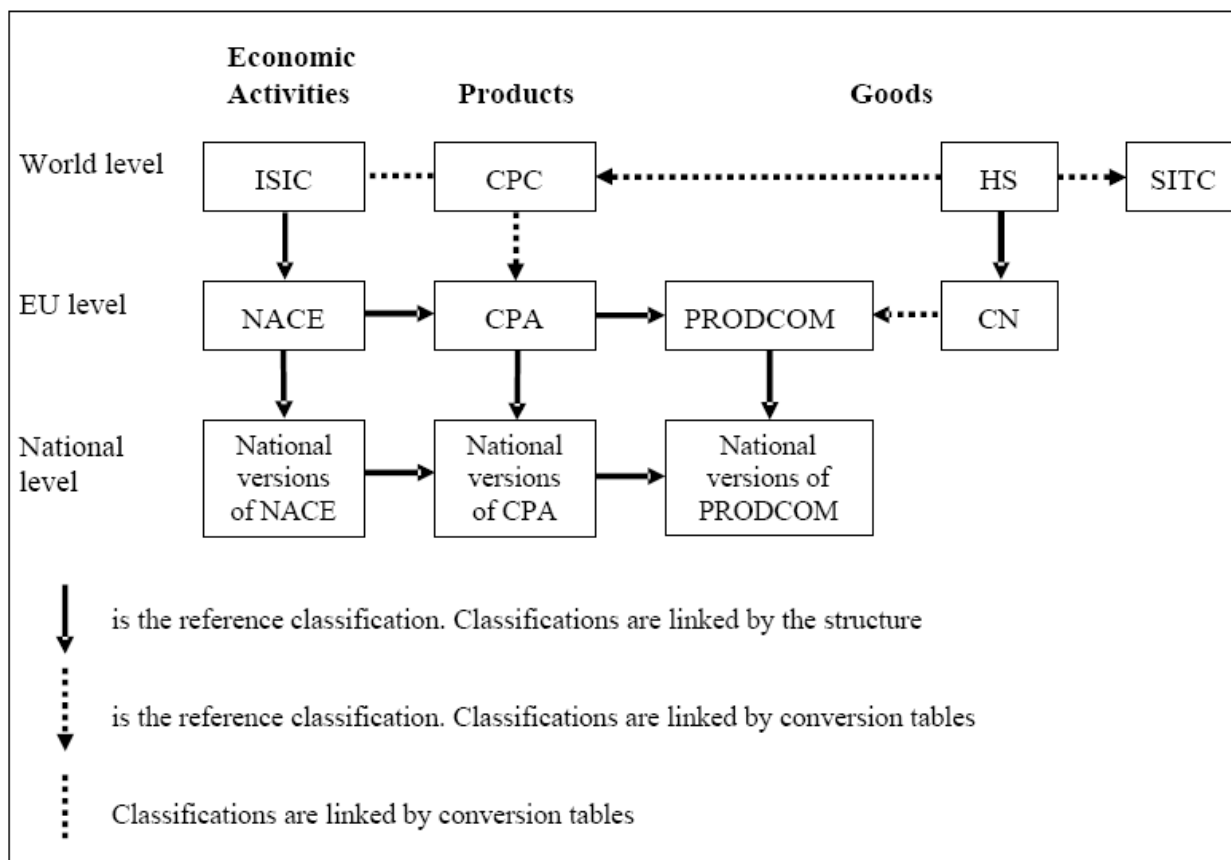 Economic
Activities
Products
Goods
World level
ISIC
CPC
HS
SITC
EU level
NACE
CPA
PRODCOM
CN
National
level
National
versions
of NACE
National
versions
of CPA
National
versions of
PRODCOM
is the reference classification. Classifications are linked by the structure
is the reference classification. Classifications are linked by conversion tables
Classifications are linked by conversion tables